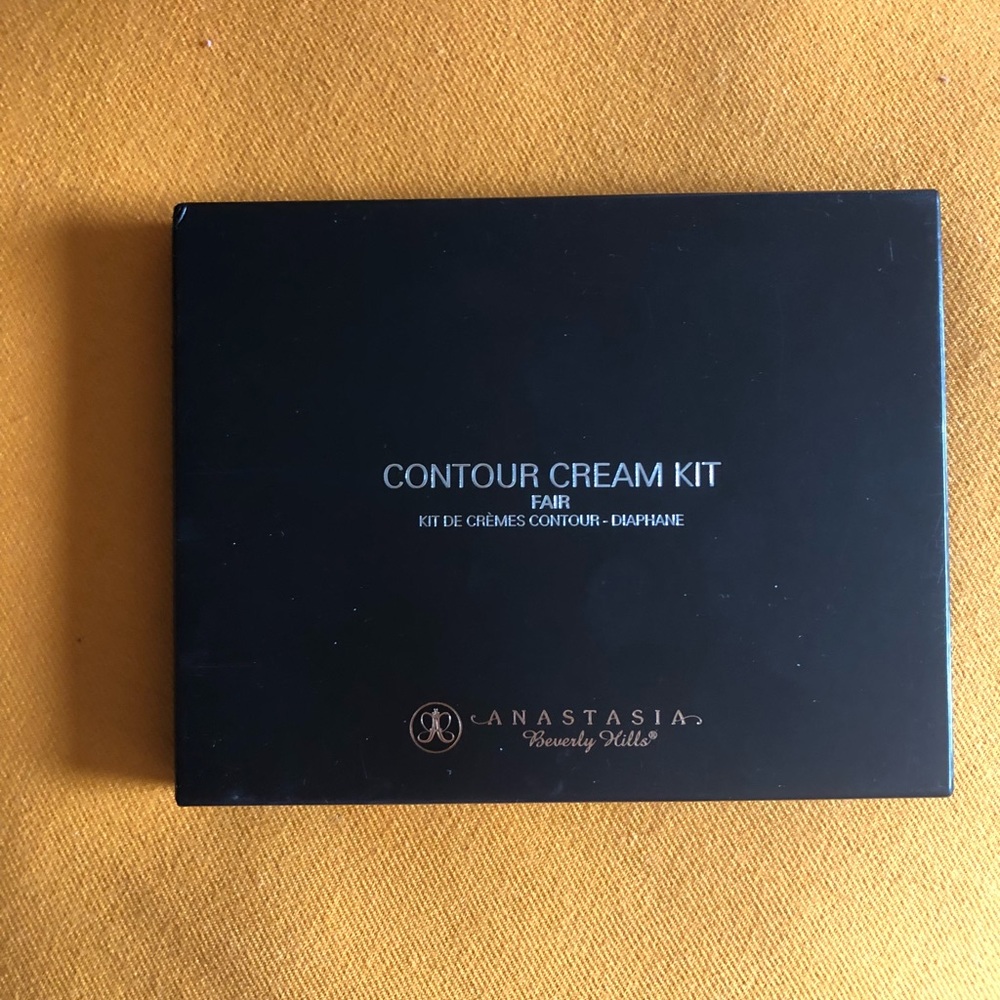 CONTOUR CREAM KIT
FAIR
KIT DE CRÈMES CONTOUR - DIAPHANE
ANASTASIA
Beverly Hills®